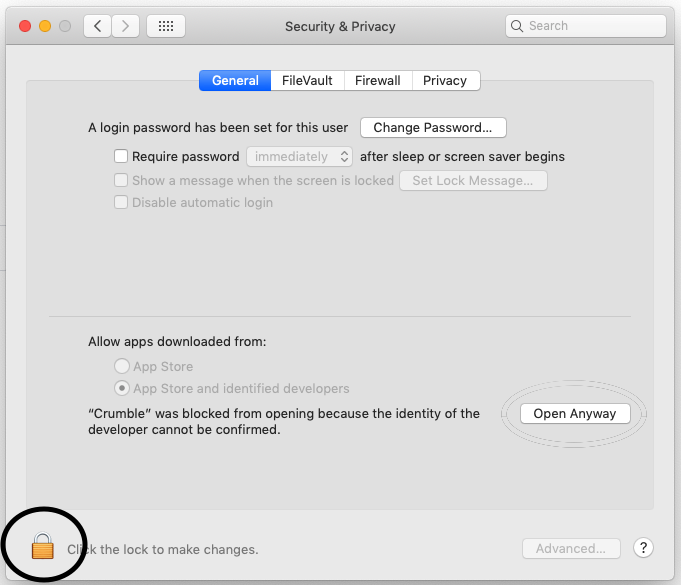 Security & Privacy
Search
General FileVault Firewall Privacy
A login password has been set for this user Change Password...
Require password immediately after sleep or screen saver begins
Show a message when the screen is locked Set Lock Message...
Disable automatic login
Allow apps downloaded from:
App Store
App Store and identified developers
“Crumble” was blocked from opening because the identity of the
developer cannot be confirmed.
Open Anyway
Click the lock to make changes.
Advanced...
?